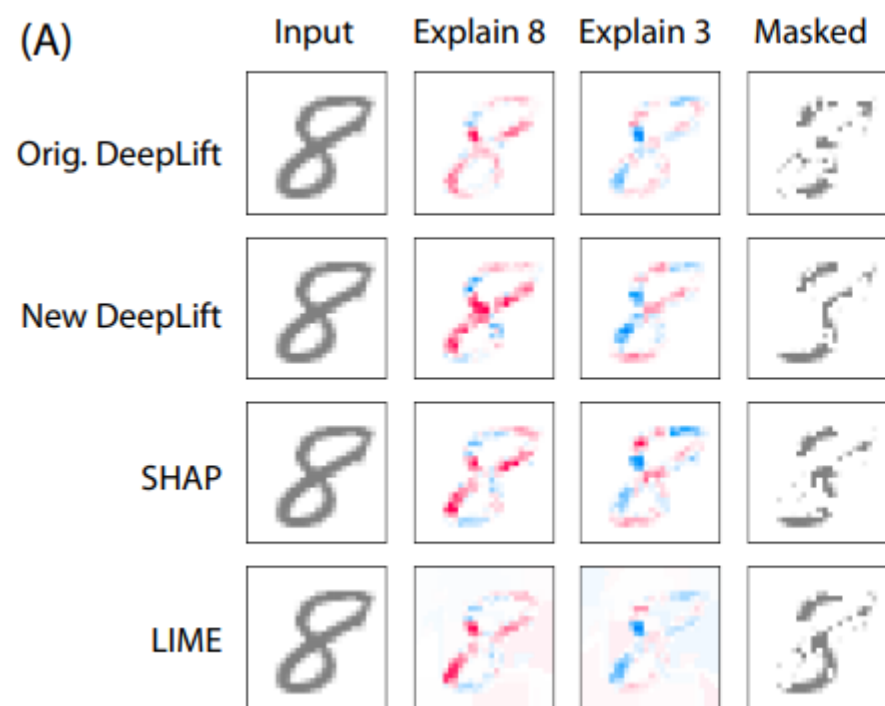 (A)
Input Explain 8 Explain 3 Masked
Orig. DeepLift
New DeepLift
SHAP
LIME